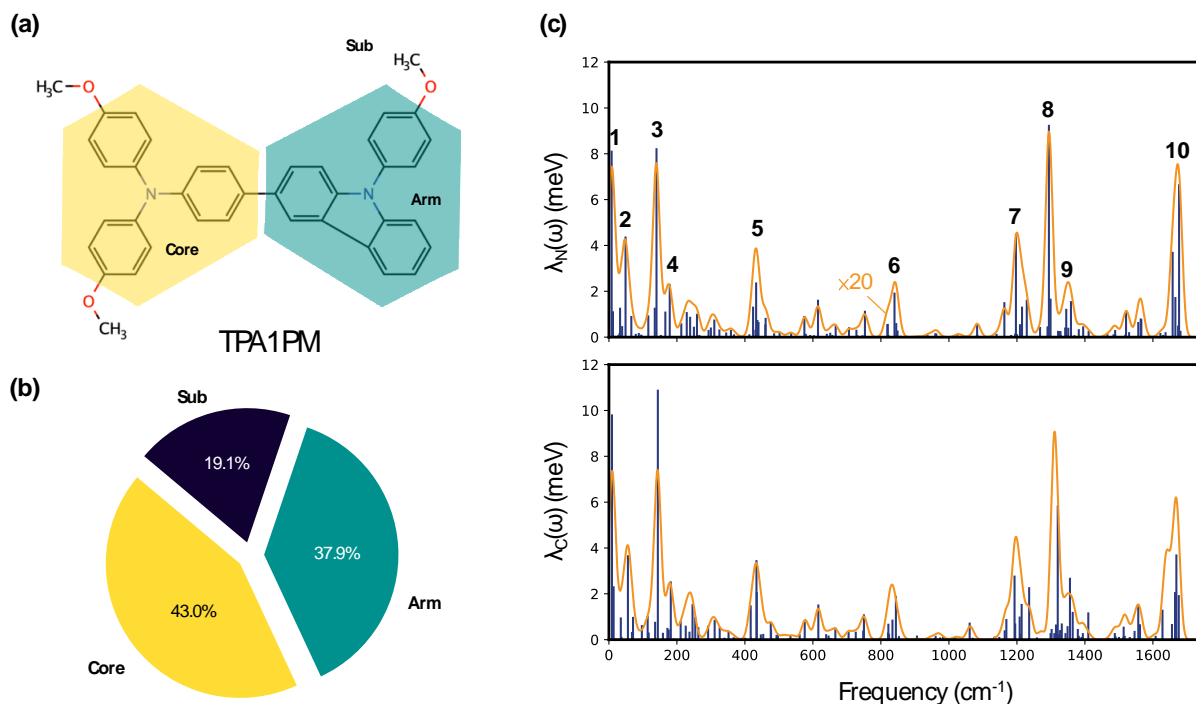 (a)
Sub
H₃C
O
H₃C
O
N
N
Arm
Core
O
CH₃
TPA1PM
(b)
Sub
19.1%
37.9%
43.0%
Arm
Core
(c)
12
10
8
6
4
2
0
λN(ω) (meV)
1
2
3
4
5
6
×20
7
8
9
10
12
10
8
6
4
2
0
λC(ω) (meV)
0 200 400 600 800 1000 1200 1400 1600
Frequency (cm⁻¹)